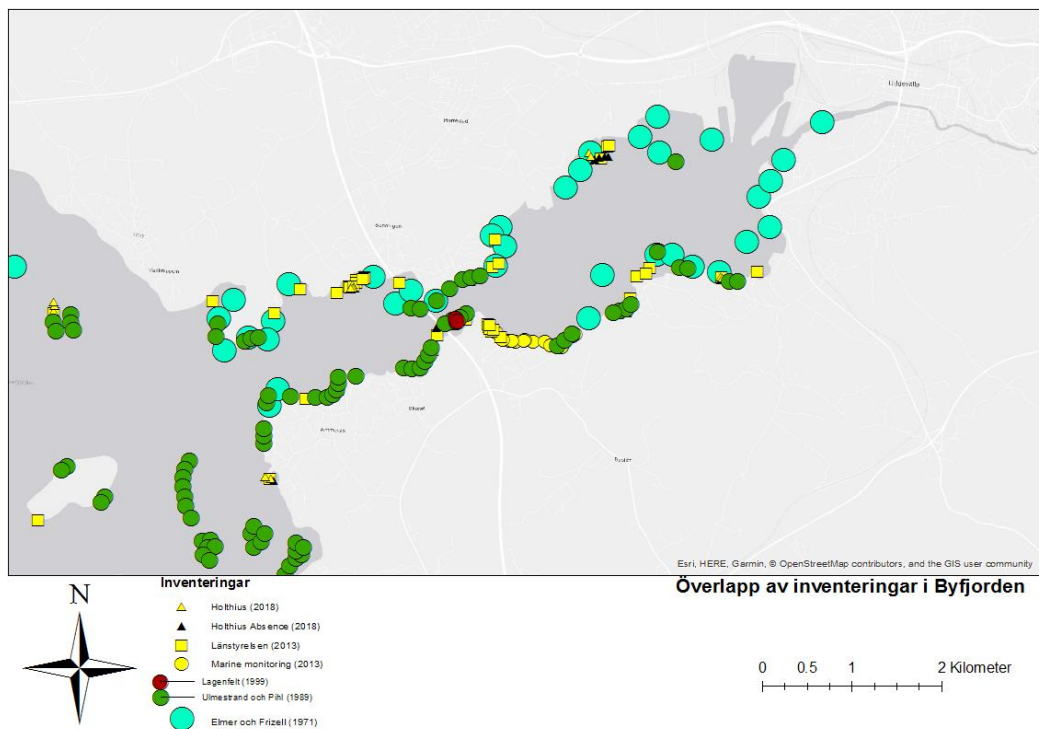 Uddevalla
Esri, HERE, Garmin, © OpenStreetMap contributors, and the GIS user community
Överlapp av inventeringar i Byfjorden
Inventeringar
N
Holthius (2018)
Holthius Absence (2018)
Länstyrelsen (2013)
Marine monitoring (2013)
Lagenfelt (1999)
Ulmestrand och Pihl (1989)
Elmer och Frizell (1971)
0 0.5 1 2 Kilometer